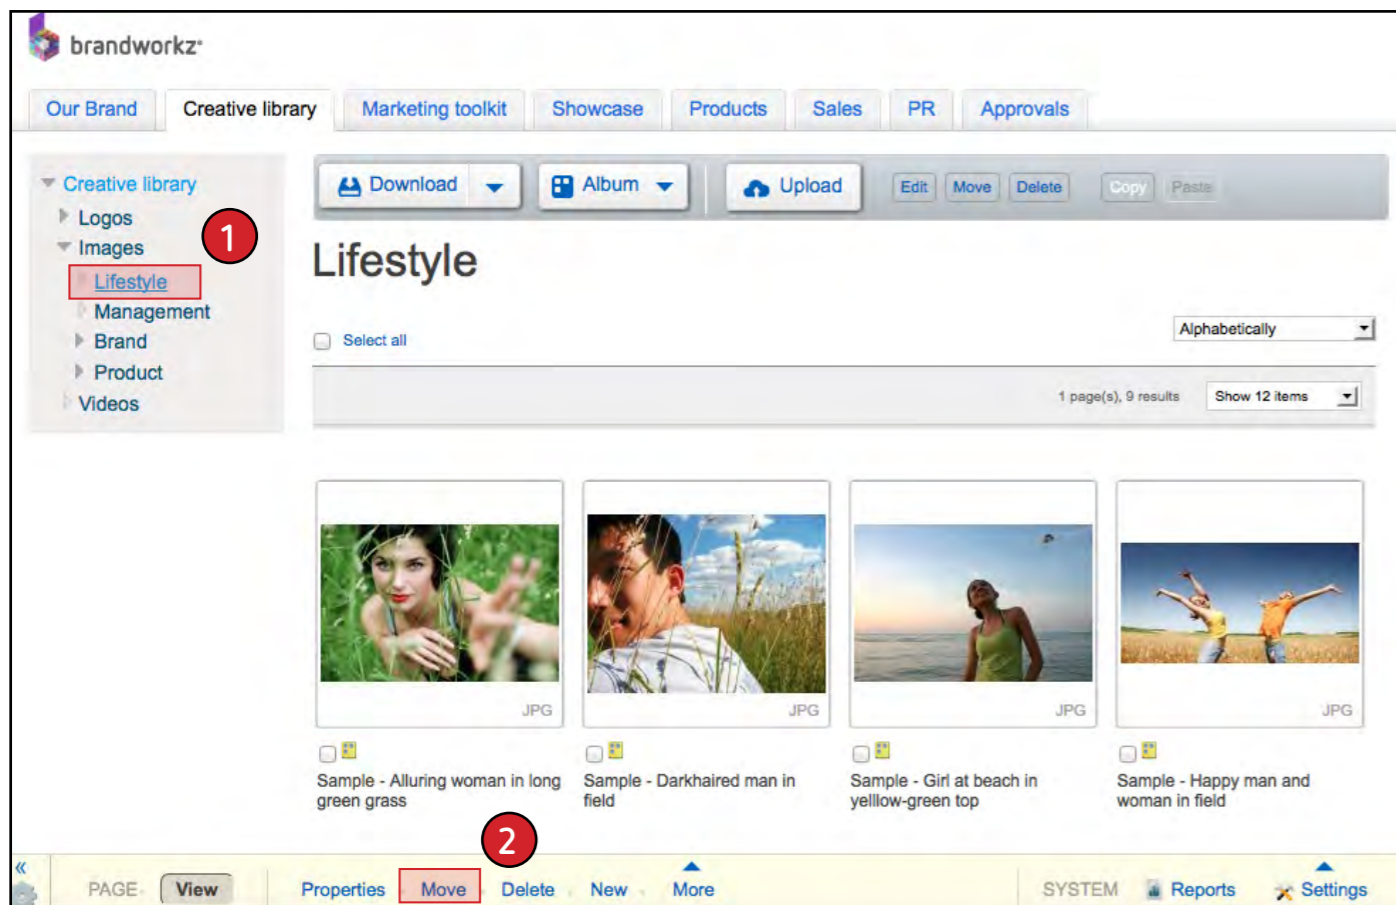 brandworkz
Our Brand Creative library Marketing toolkit Showcase Products Sales PR Approvals
Creative library
Logos
Images
Lifestyle
Management
Brand
Product
Videos
1
Download Album Upload Edit Move Delete Copy Paste
Lifestyle
Select all
Alphabetically
1 page(s), 9 results Show 12 items
JPG JPG JPG JPG
Sample - Alluring woman in long
green grass
Sample - Darkhaired man in
field
Sample - Girl at beach in
yelllow-green top
Sample - Happy man and
woman in field
2
« PAGE View Properties Move Delete New More SYSTEM Reports Settings